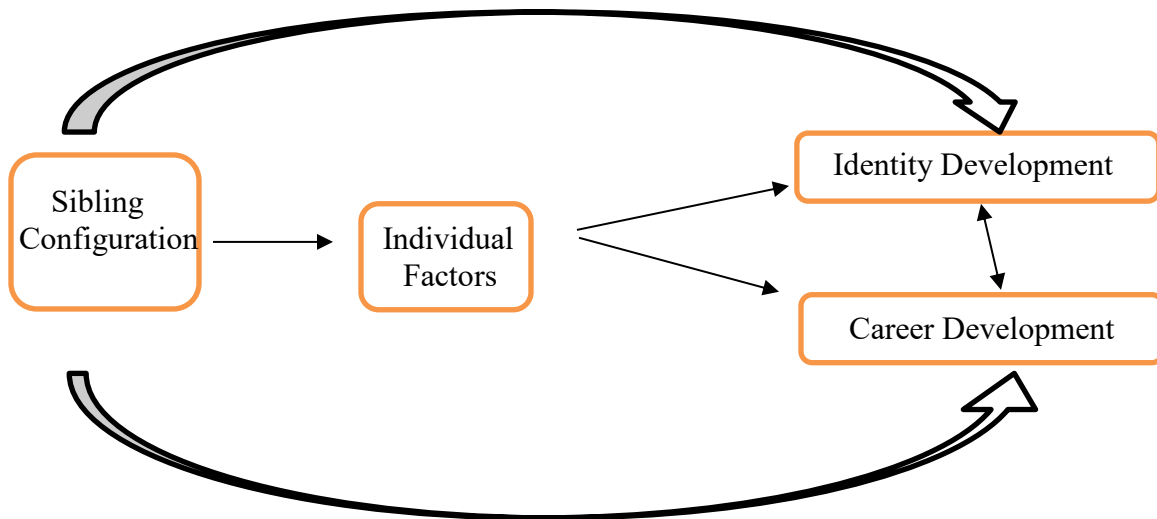 Sibling
Configuration
Individual
Factors
Identity Development
Career Development